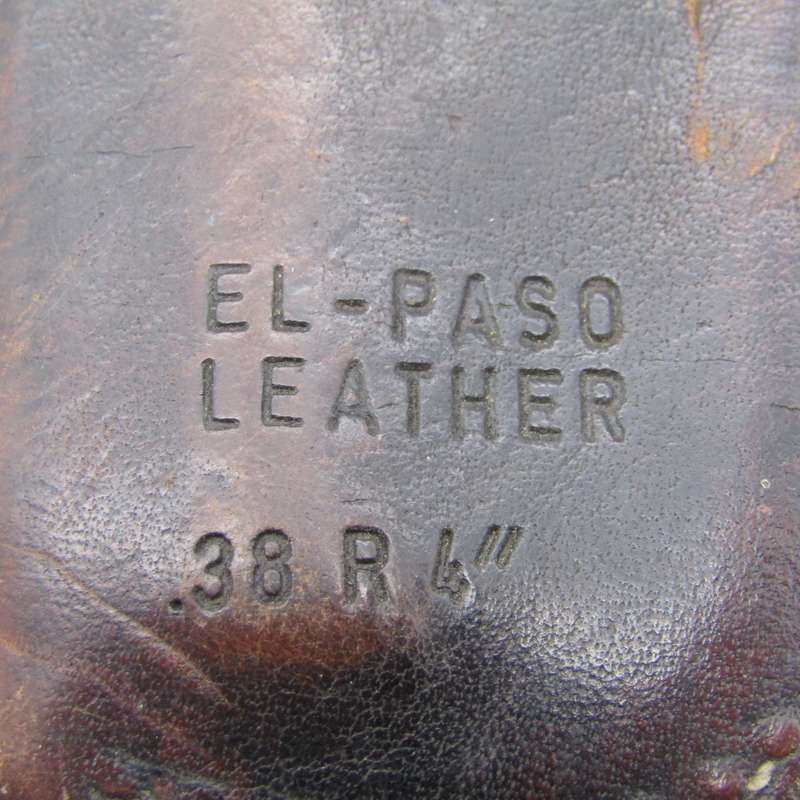 EL-PASO
LEATHER
.38 R 4"